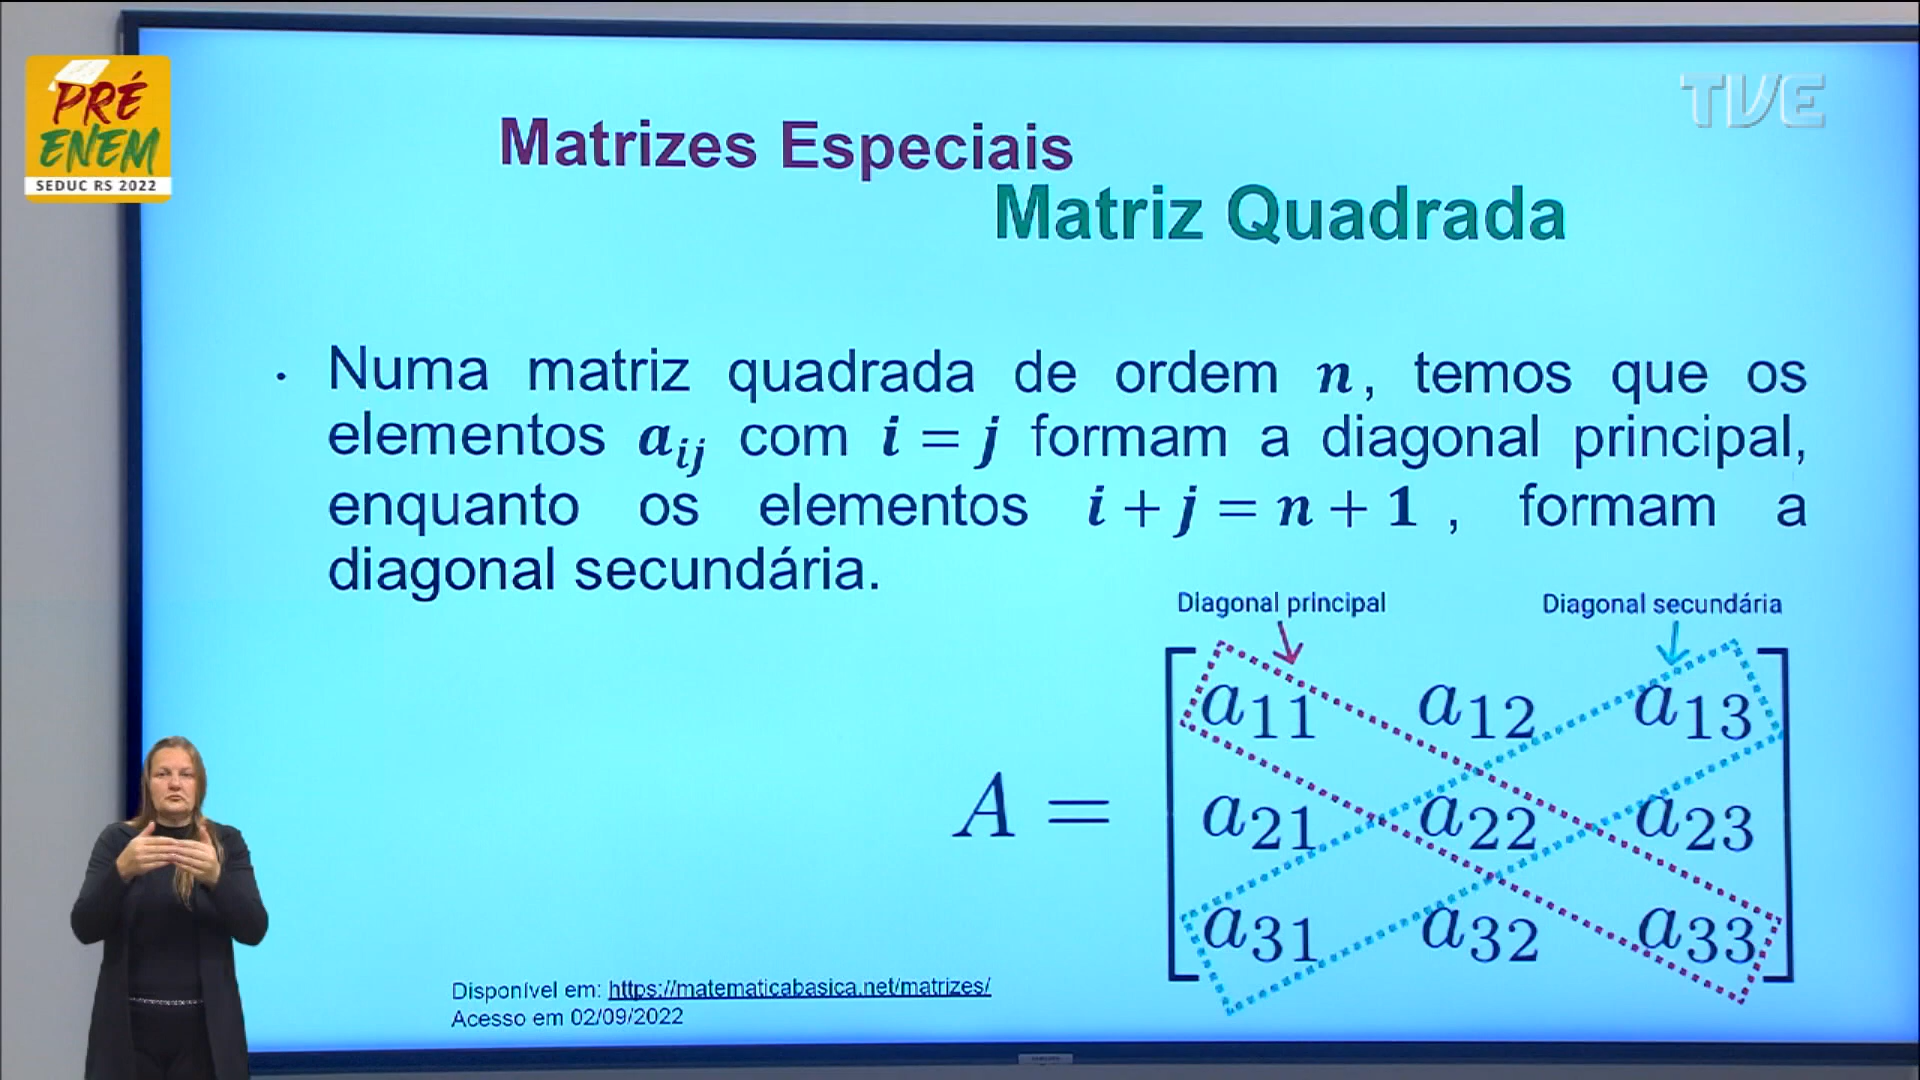 PRÉ
ENEM
SEDUC RS 2022
TVE
Matrizes Especiais
Matriz Quadrada
• Numa matriz quadrada de ordem n, temos que os
elementos aᵢⱼ com i = j formam a diagonal principal,
enquanto os elementos i + j = n + 1 , formam a
diagonal secundária.
Diagonal principal Diagonal secundária
a₁₁ a₁₂ a₁₃
A = a₂₁ a₂₂ a₂₃
a₃₁ a₃₂ a₃₃
Disponível em: https://matematicabasica.net/matrizes/
Acesso em 02/09/2022